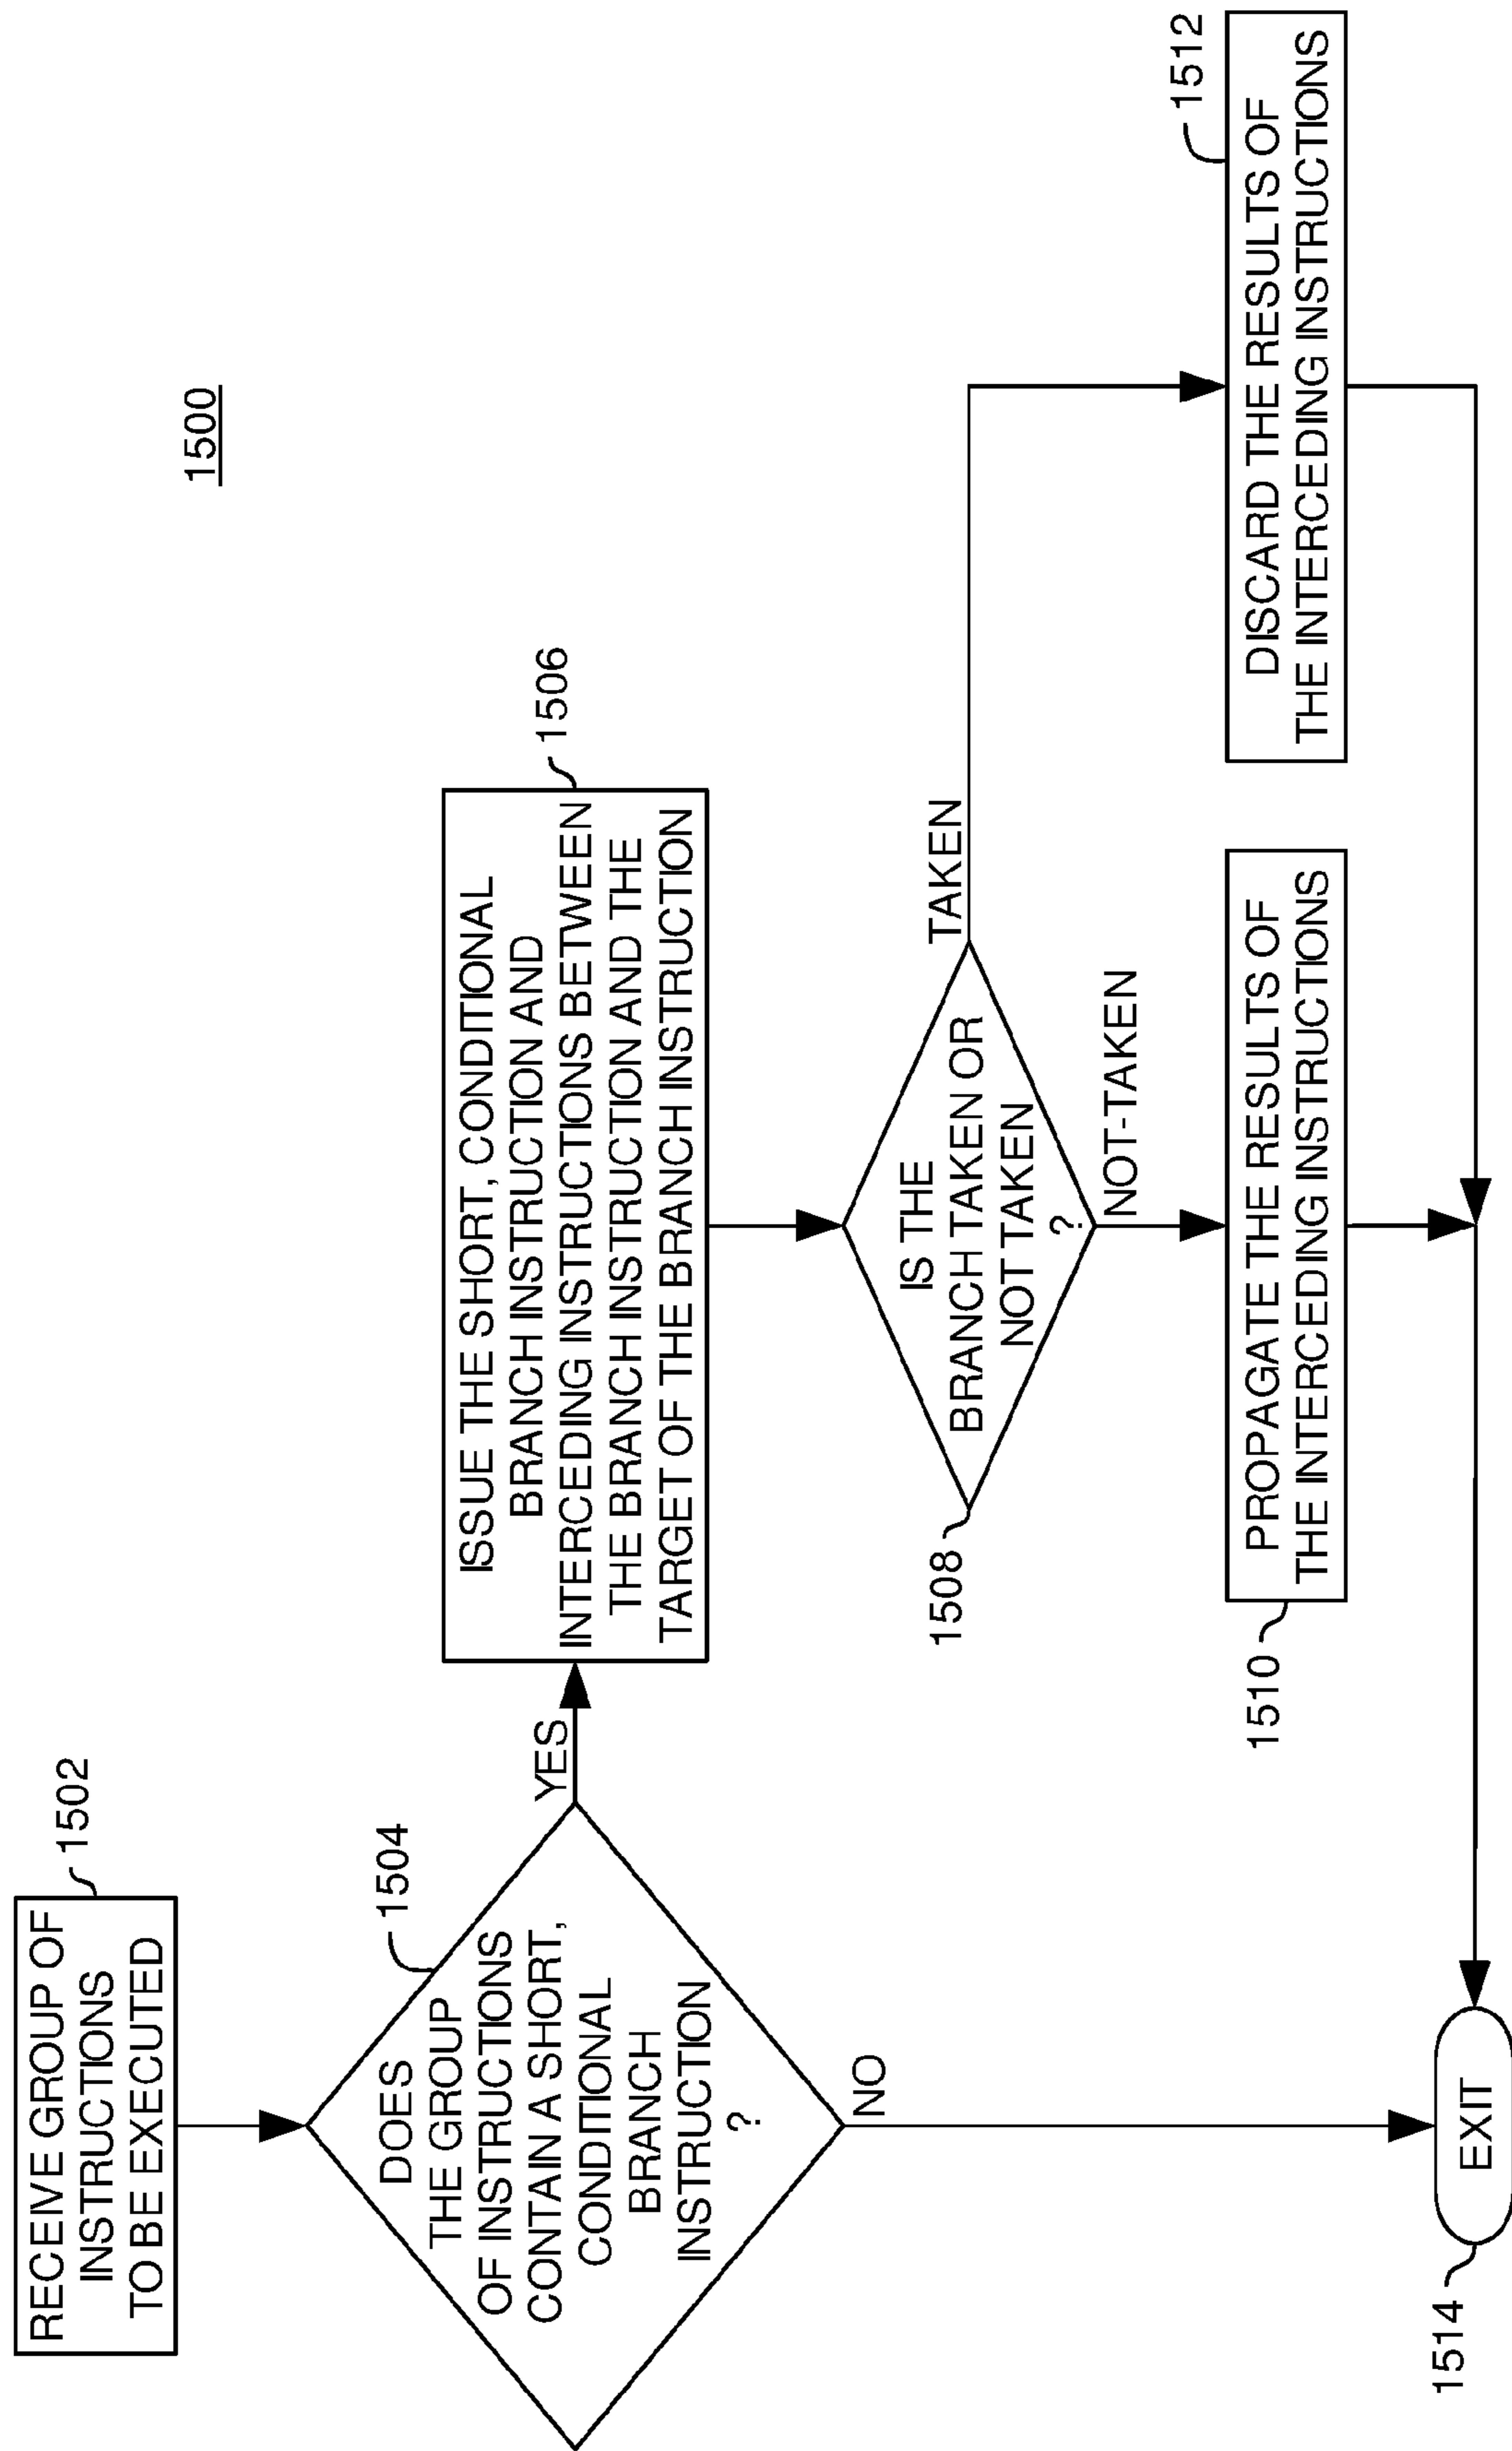 1500
RECEIVE GROUP OF
INSTRUCTIONS
TO BE EXECUTED
1502
DOES
THE GROUP
OF INSTRUCTIONS
CONTAIN A SHORT,
CONDITIONAL
BRANCH
INSTRUCTION
?
1504
YES
NO
ISSUE THE SHORT, CONDITIONAL
BRANCH INSTRUCTION AND
INTERCEDING INSTRUCTIONS BETWEEN
THE BRANCH INSTRUCTION AND THE
TARGET OF THE BRANCH INSTRUCTION
1506
IS THE
BRANCH TAKEN OR
NOT TAKEN
?
1508
TAKEN
NOT-TAKEN
PROPAGATE THE RESULTS OF
THE INTERCEDING INSTRUCTIONS
1510
DISCARD THE RESULTS OF
THE INTERCEDING INSTRUCTIONS
1512
EXIT
1514